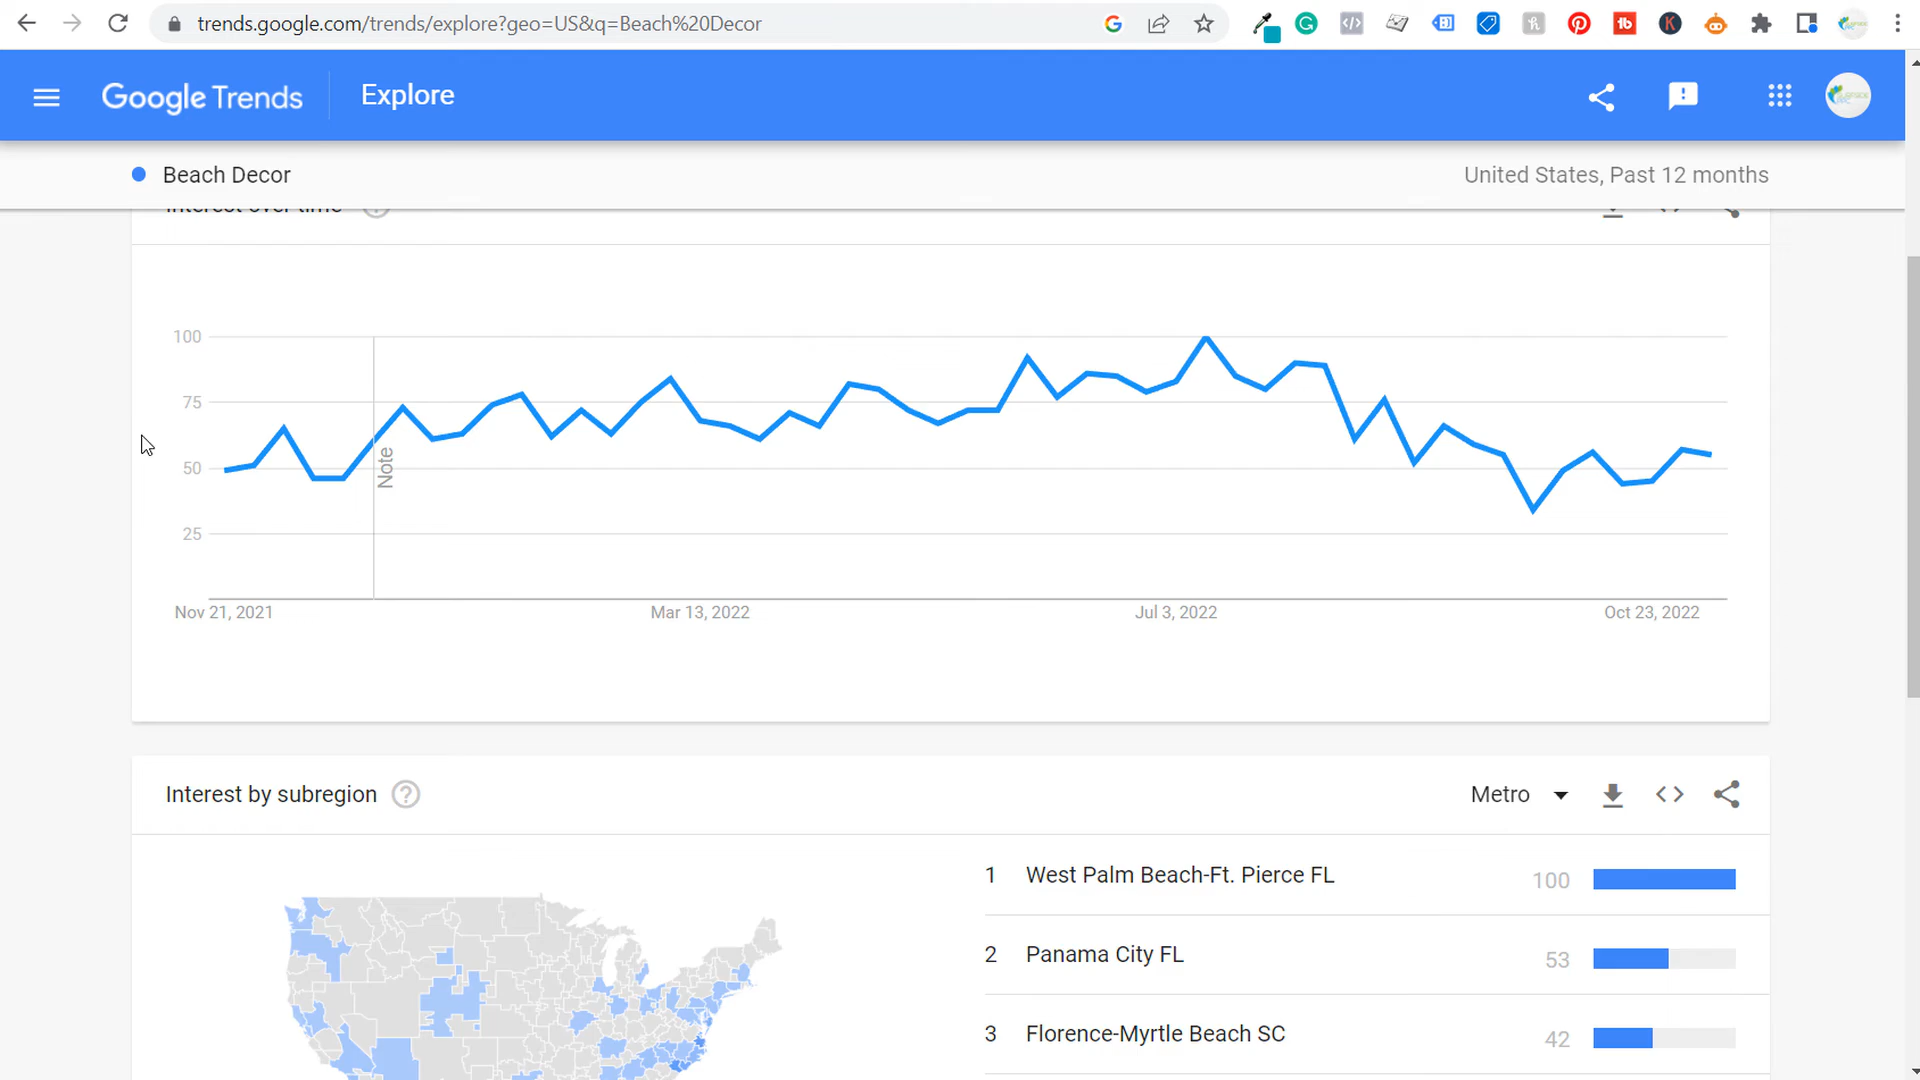 trends.google.com/trends/explore?geo=US&q=Beach%20Decor
Google Trends
Explore
Beach Decor
United States, Past 12 months
Interest over time
100
75
50
25
Note
Nov 21, 2021
Mar 13, 2022
Jul 3, 2022
Oct 23, 2022
Interest by subregion
Metro
1 West Palm Beach-Ft. Pierce FL 100
2 Panama City FL 53
3 Florence-Myrtle Beach SC 42